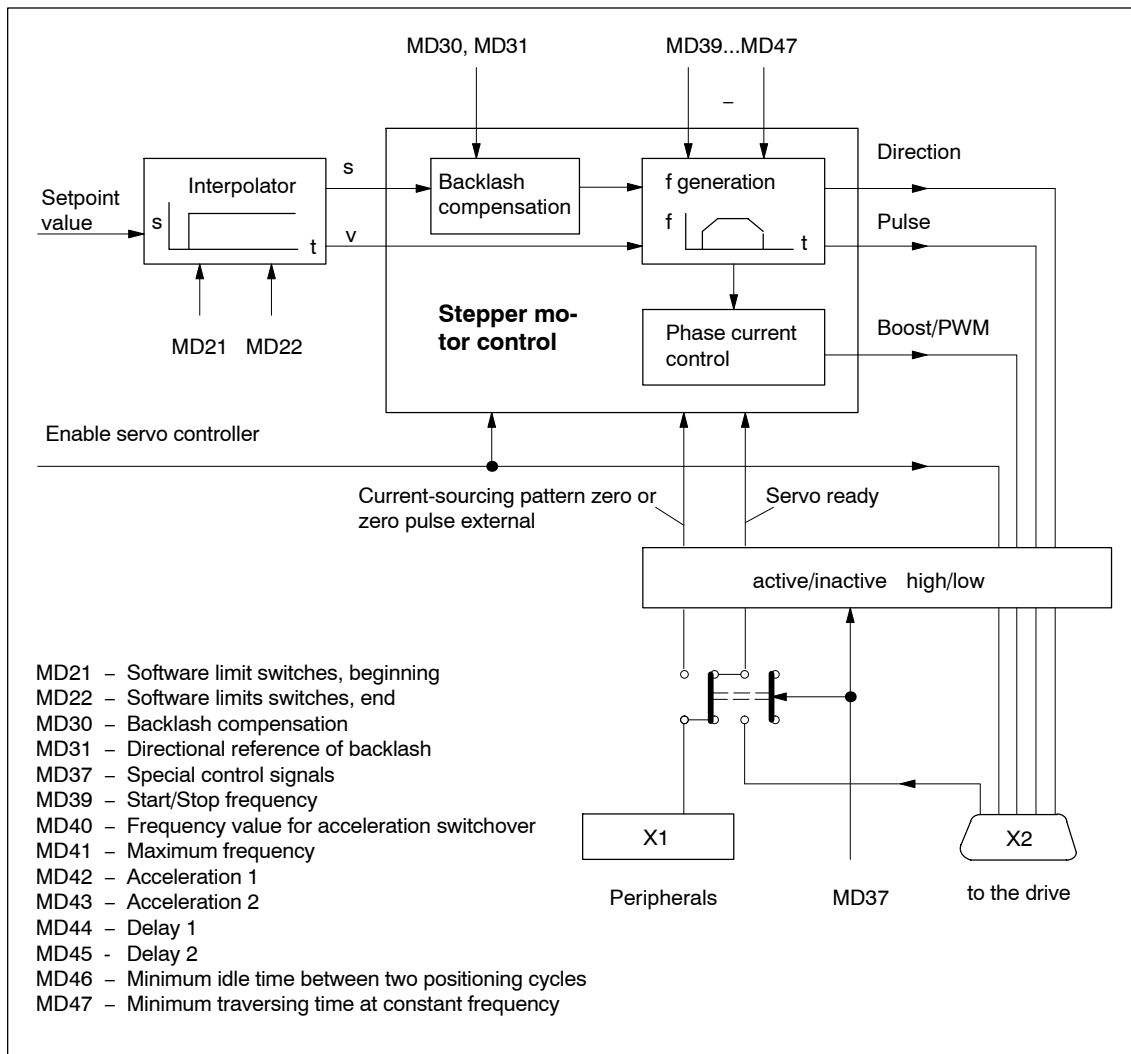 MD30, MD31
MD39...MD47
–
Direction
Setpoint
value
Interpolator
s
t
s
v
Backlash
compensation
f generation
f
t
Pulse
Stepper mo-
tor control
Phase current
control
Boost/PWM
MD21
MD22
Enable servo controller
Current-sourcing pattern zero or
zero pulse external
Servo ready
active/inactive high/low
MD21 – Software limit switches, beginning
MD22 – Software limits switches, end
MD30 – Backlash compensation
MD31 – Directional reference of backlash
MD37 – Special control signals
MD39 – Start/Stop frequency
MD40 – Frequency value for acceleration switchover
MD41 – Maximum frequency
MD42 – Acceleration 1
MD43 – Acceleration 2
MD44 – Delay 1
MD45 - Delay 2
MD46 – Minimum idle time between two positioning cycles
MD47 – Minimum traversing time at constant frequency
X1
Peripherals
MD37
X2
to the drive